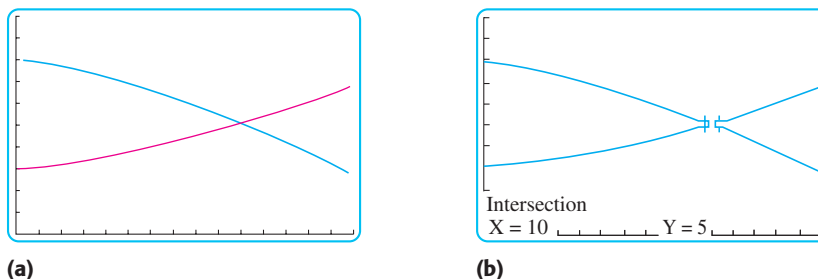 Intersection
X = 10 Y = 5
(a) (b)